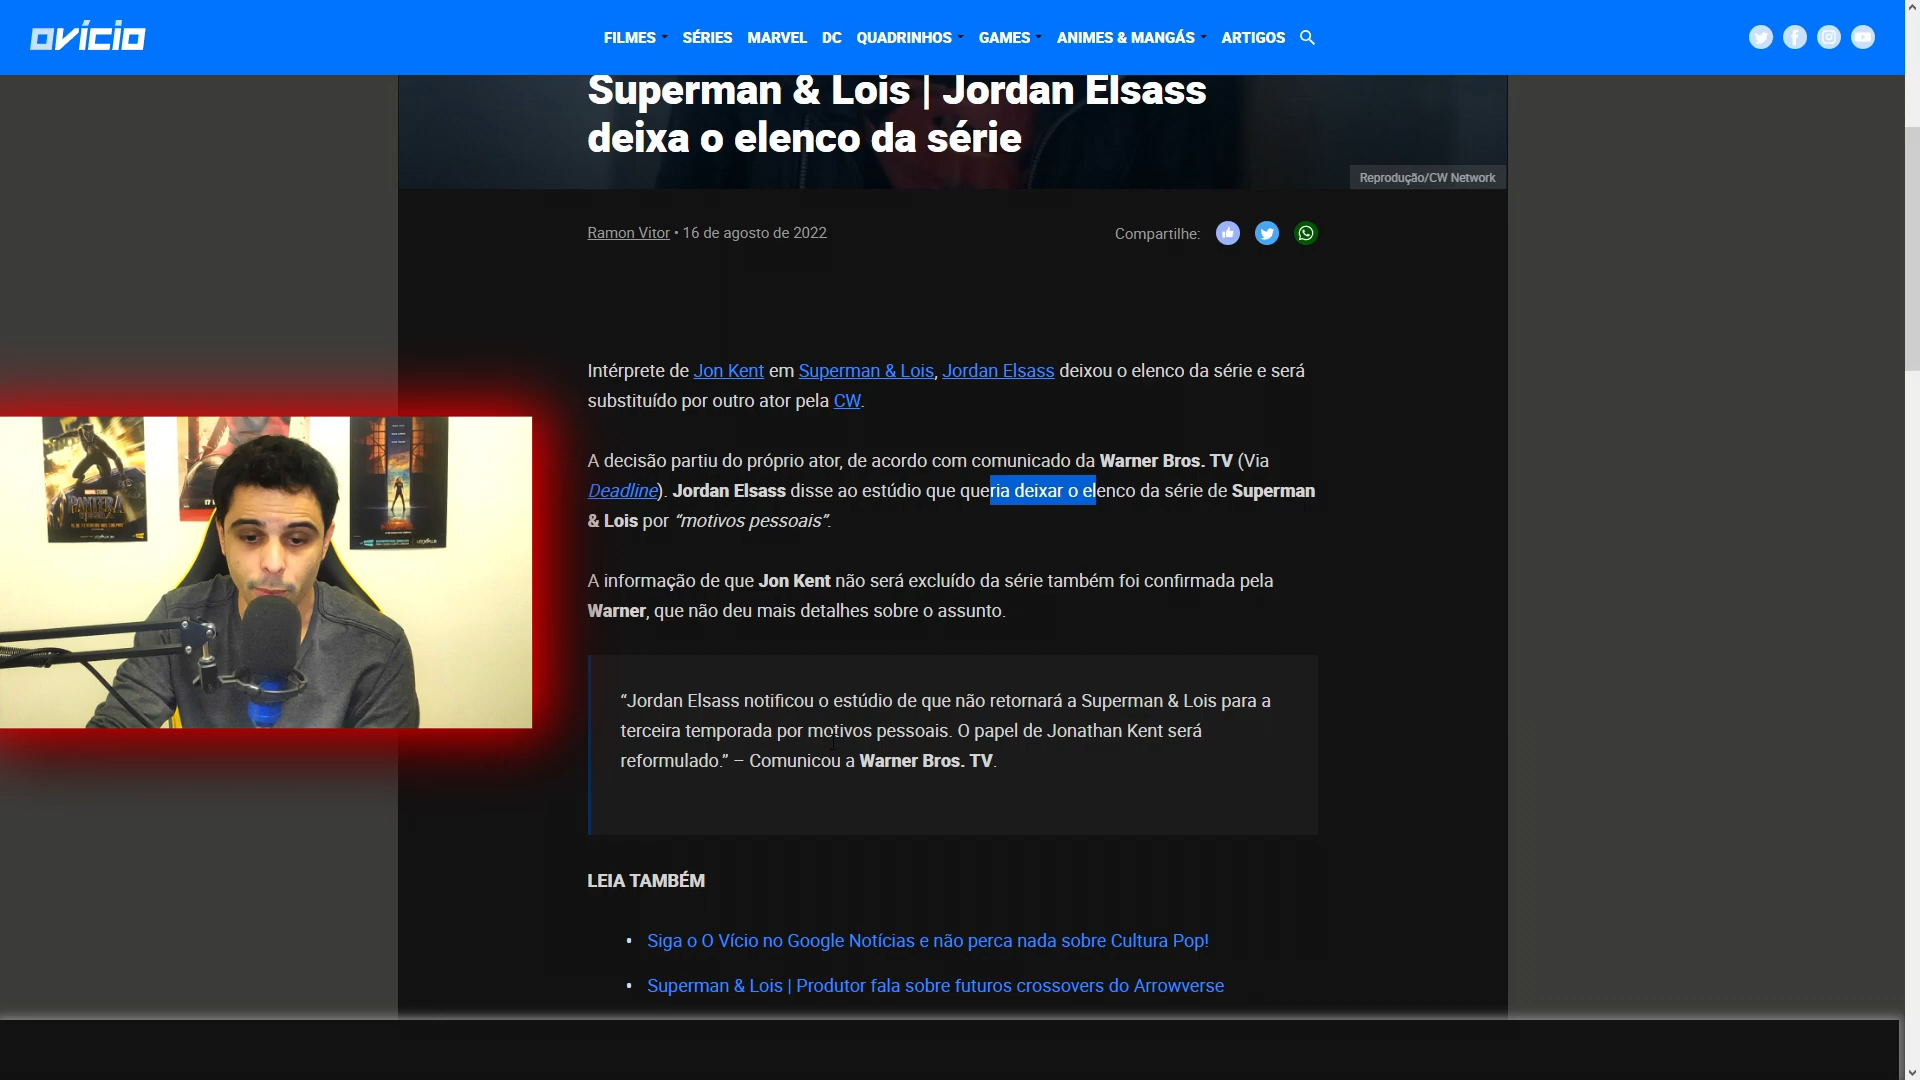 ovício
FILMES SÉRIES MARVEL DC QUADRINHOS GAMES ANIMES & MANGÁS ARTIGOS
Superman & Lois | Jordan Elsass
deixa o elenco da série
Reprodução/CW Network
Ramon Vitor • 16 de agosto de 2022
Compartilhe:
Intérprete de Jon Kent em Superman & Lois, Jordan Elsass deixou o elenco da série e será
substituído por outro ator pela CW.
A decisão partiu do próprio ator, de acordo com comunicado da Warner Bros. TV (Via
Deadline). Jordan Elsass disse ao estúdio que queria deixar o elenco da série de Superman
& Lois por “motivos pessoais”.
A informação de que Jon Kent não será excluído da série também foi confirmada pela
Warner, que não deu mais detalhes sobre o assunto.
PANTERA
“Jordan Elsass notificou o estúdio de que não retornará a Superman & Lois para a
terceira temporada por motivos pessoais. O papel de Jonathan Kent será
reformulado.” – Comunicou a Warner Bros. TV.
LEIA TAMBÉM
• Siga o O Vício no Google Notícias e não perca nada sobre Cultura Pop!
• Superman & Lois | Produtor fala sobre futuros crossovers do Arrowverse